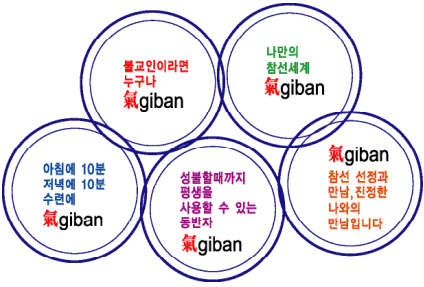 불교인이라면
누구나
氣giban
나만의
참선세계
氣giban
아침에 10분
저녁에 10분
수련에
氣giban
성불할때까지
평생을
사용할 수 있는
동반자
氣giban
氣giban
참선 선정과
만남,진정한
나와의
만남입니다